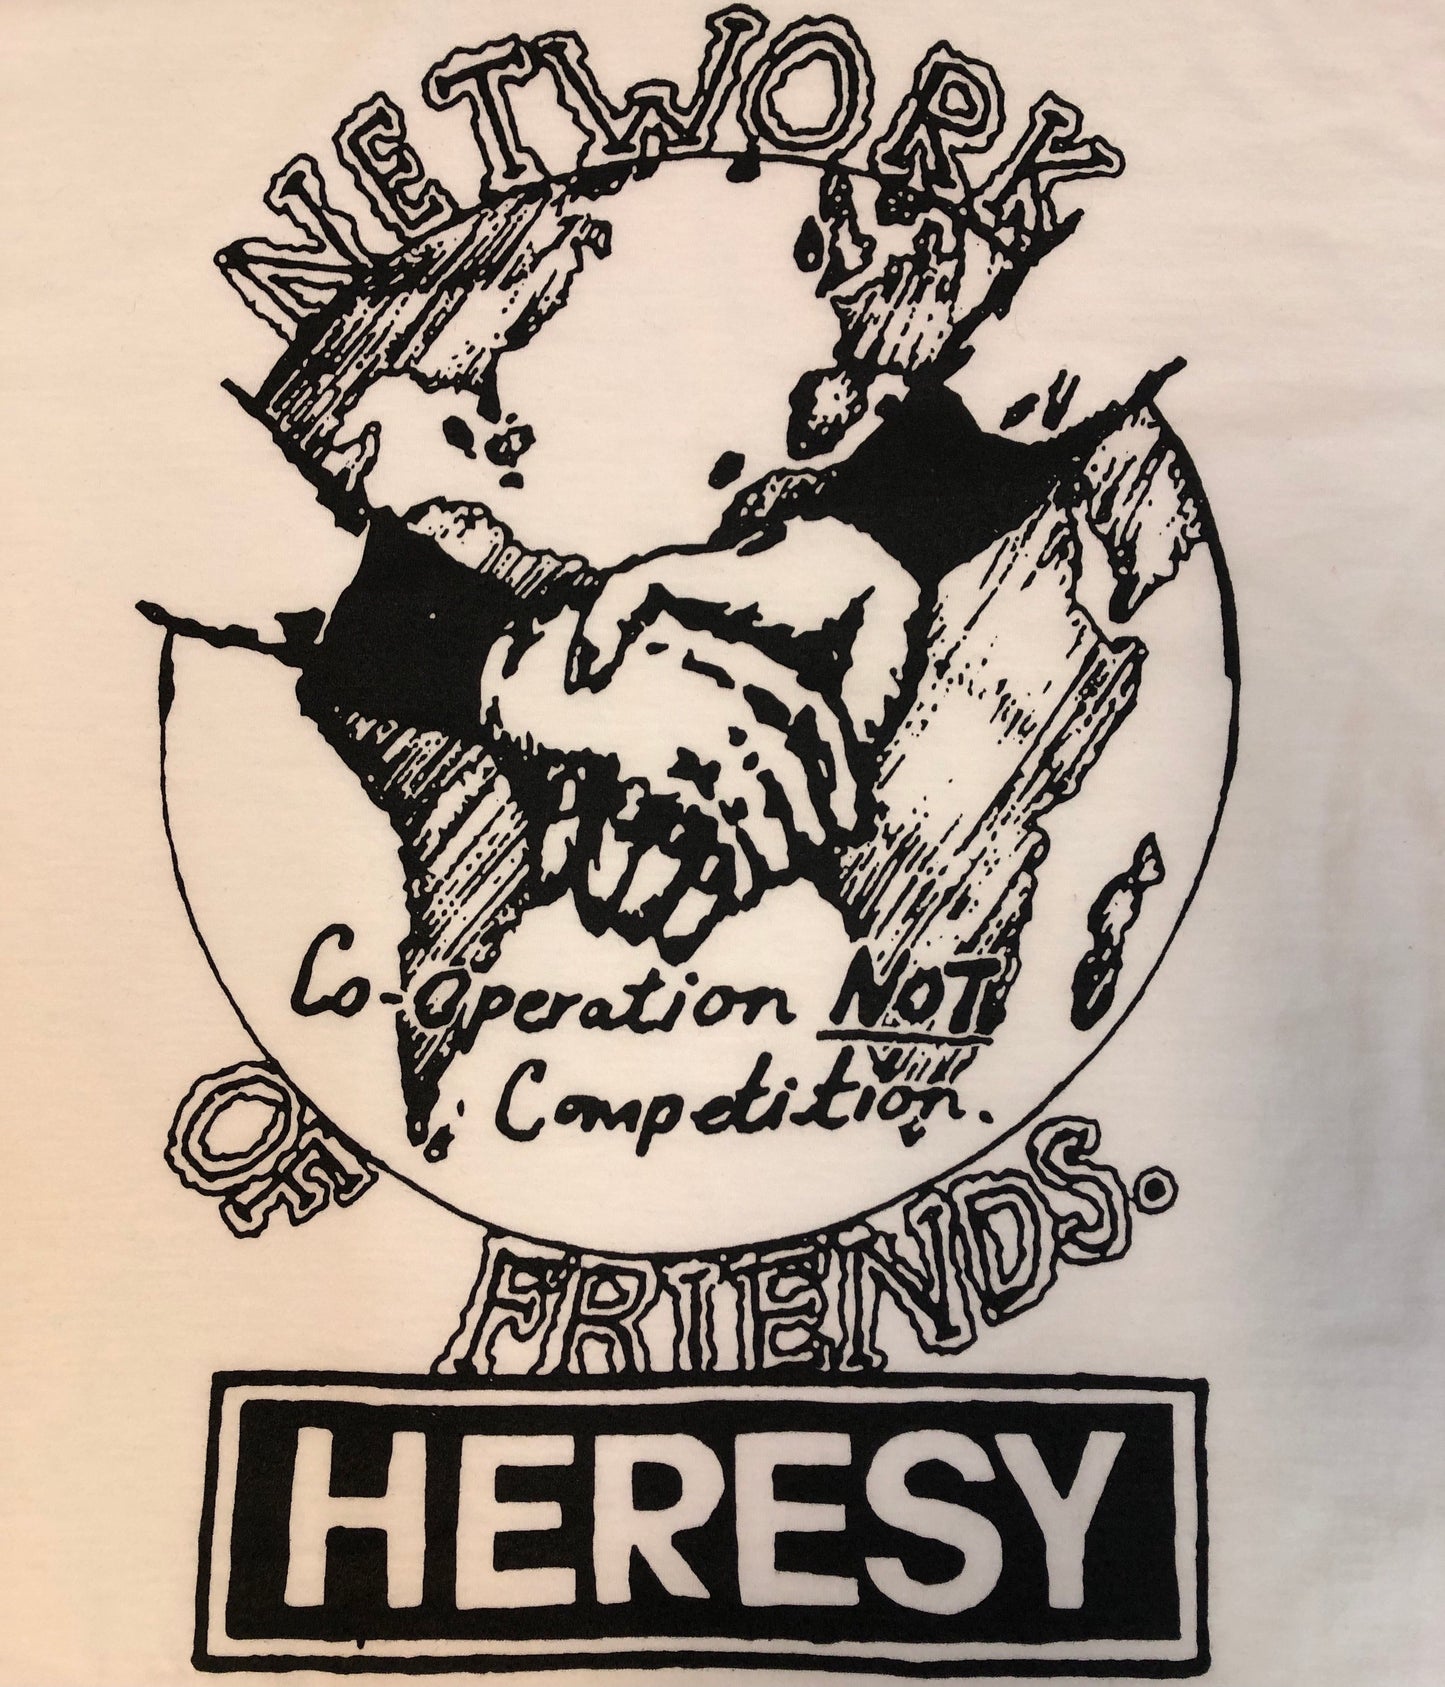 NETWORK
Co-Operation NOT
Competition.
OF
FRIENDS.
HERESY